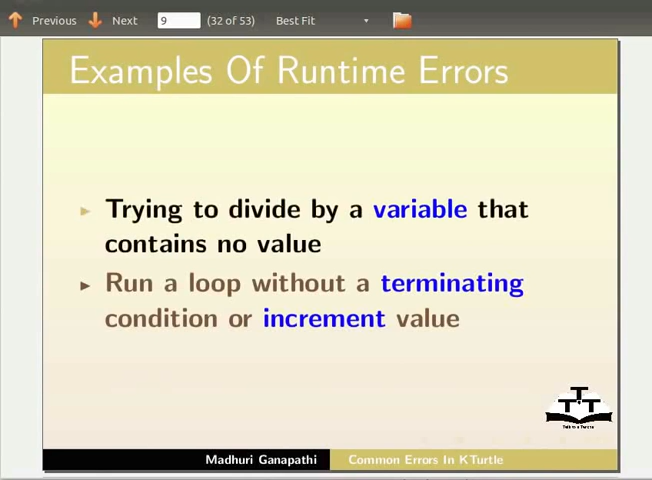 Previous Next 9 (32 of 53) Best Fit
Examples Of Runtime Errors
Trying to divide by a variable that
contains no value
Run a loop without a terminating
condition or increment value
Madhuri Ganapathi Common Errors In KTurtle